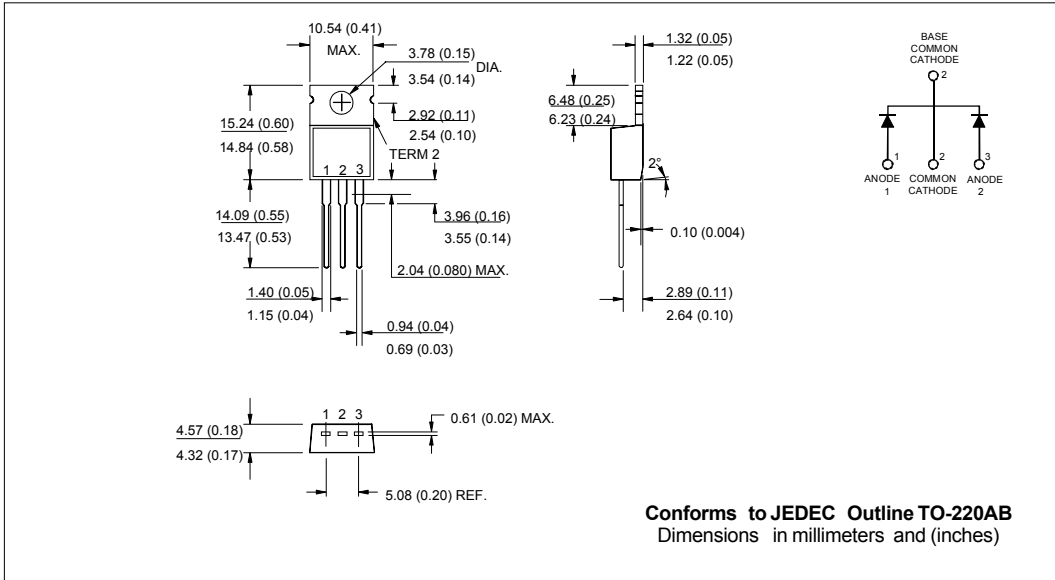 10.54 (0.41)
MAX.
3.78 (0.15)
3.54 (0.14)
DIA.
2.92 (0.11)
2.54 (0.10)
15.24 (0.60)
14.84 (0.58)
TERM 2
1 2 3
14.09 (0.55)
13.47 (0.53)
3.96 (0.16)
3.55 (0.14)
2.04 (0.080) MAX.
1.40 (0.05)
1.15 (0.04)
0.94 (0.04)
0.69 (0.03)
1.32 (0.05)
1.22 (0.05)
6.48 (0.25)
6.23 (0.24)
2°
0.10 (0.004)
2.89 (0.11)
2.64 (0.10)
BASE
COMMON
CATHODE
2
1 2 3
ANODE COMMON ANODE
1 CATHODE 2
1 2 3
0.61 (0.02) MAX.
4.57 (0.18)
4.32 (0.17)
5.08 (0.20) REF.
Conforms to JEDEC Outline TO-220AB
Dimensions in millimeters and (inches)